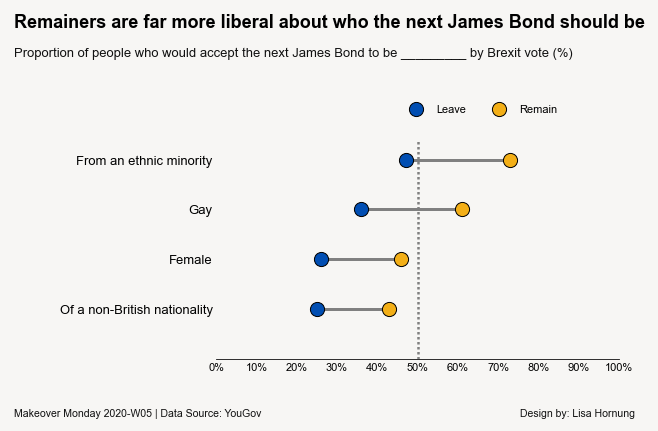 Remainers are far more liberal about who the next James Bond should be
Proportion of people who would accept the next James Bond to be _________ by Brexit vote (%)
Leave Remain
From an ethnic minority
Gay
Female
Of a non-British nationality
0% 10% 20% 30% 40% 50% 60% 70% 80% 90% 100%
Makeover Monday 2020-W05 | Data Source: YouGov Design by: Lisa Hornung